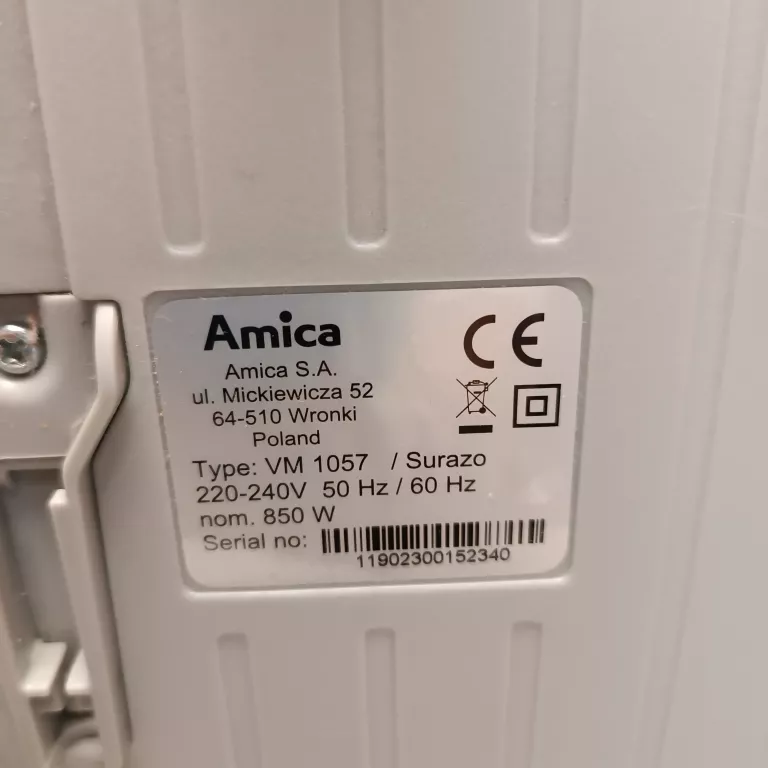 Amica
CE
Amica S.A.
ul. Mickiewicza 52
64-510 Wronki
Poland
Type: VM 1057 / Surazo
220-240V 50 Hz / 60 Hz
nom. 850 W
Serial no:
11902300152340